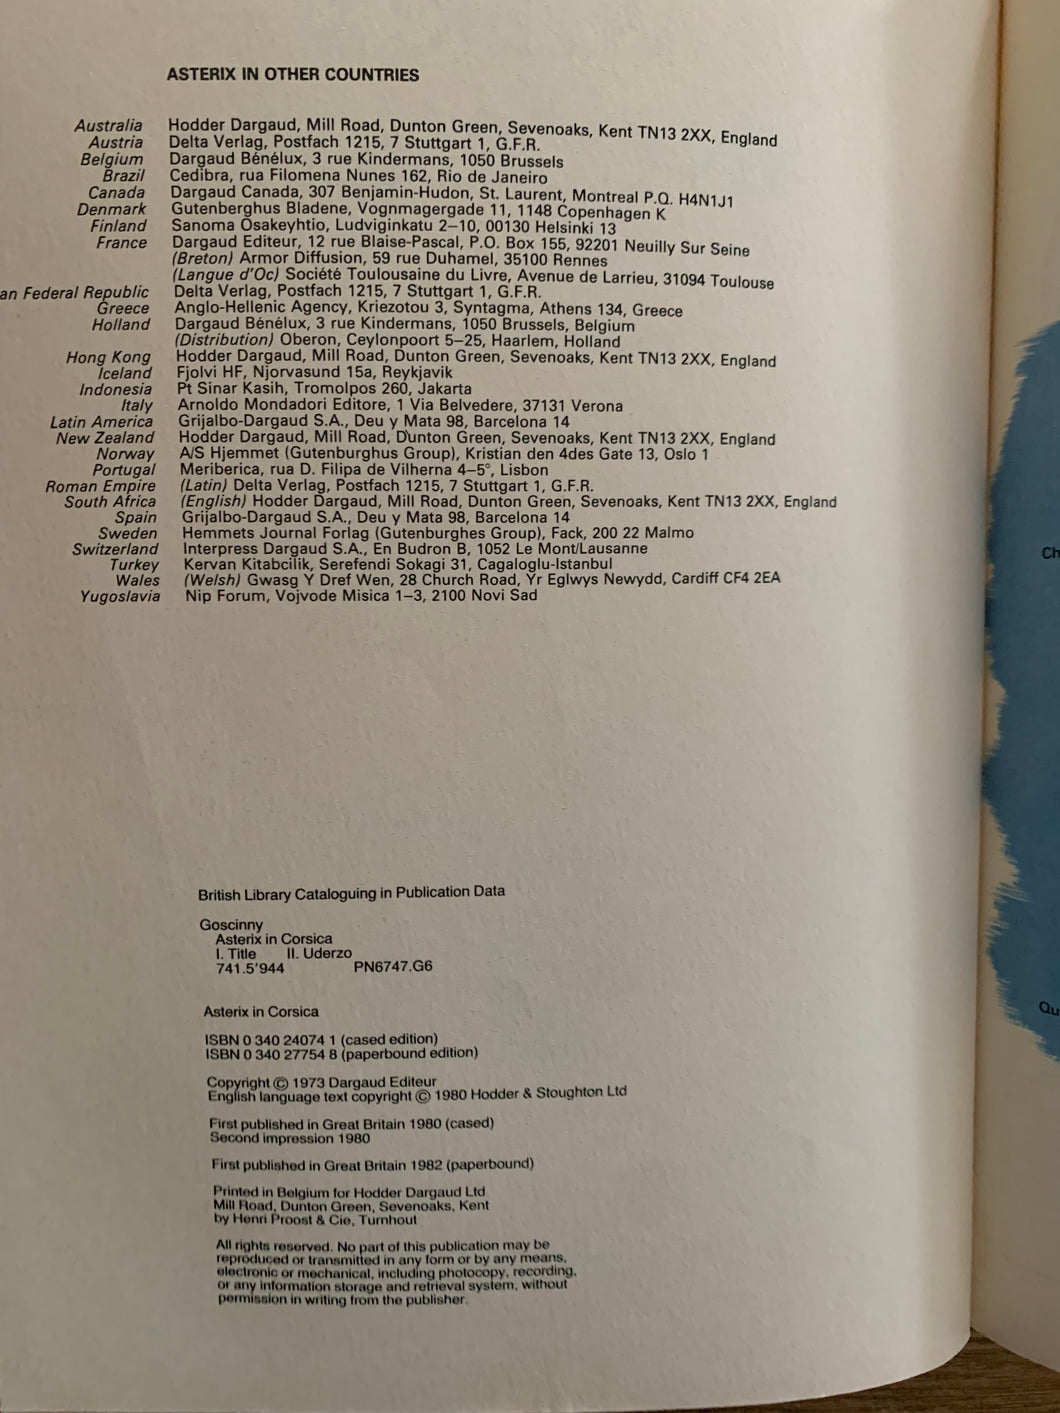 ASTERIX IN OTHER COUNTRIES
Australia Hodder Dargaud, Mill Road, Dunton Green, Sevenoaks, Kent TN13 2XX, England
Austria Delta Verlag, Postfach 1215, 7 Stuttgart 1, G.F.R.
Belgium Dargaud Bénélux, 3 rue Kindermans, 1050 Brussels
Brazil Cedibra, rua Filomena Nunes 162, Rio de Janeiro
Canada Dargaud Canada, 307 Benjamin-Hudon, St. Laurent, Montreal P.Q. H4N1J1
Denmark Gutenberghus Bladene, Vognmagergade 11, 1148 Copenhagen K
Finland Sanoma Osakeyhtio, Ludviginkatu 2–10, 00130 Helsinki 13
France Dargaud Editeur, 12 rue Blaise-Pascal, P.O. Box 155, 92201 Neuilly Sur Seine
(Breton) Armor Diffusion, 59 rue Duhamel, 35100 Rennes
(Langue d'Oc) Société Toulousaine du Livre, Avenue de Larrieu, 31094 Toulouse
an Federal Republic Delta Verlag, Postfach 1215, 7 Stuttgart 1, G.F.R.
Greece Anglo-Hellenic Agency, Kriezotou 3, Syntagma, Athens 134, Greece
Holland Dargaud Bénélux, 3 rue Kindermans, 1050 Brussels, Belgium
(Distribution) Oberon, Ceylonpoort 5–25, Haarlem, Holland
Hong Kong Hodder Dargaud, Mill Road, Dunton Green, Sevenoaks, Kent TN13 2XX, England
Iceland Fjolvi HF, Njorvasund 15a, Reykjavik
Indonesia Pt Sinar Kasih, Tromolpos 260, Jakarta
Italy Arnoldo Mondadori Editore, 1 Via Belvedere, 37131 Verona
Latin America Grijalbo-Dargaud S.A., Deu y Mata 98, Barcelona 14
New Zealand Hodder Dargaud, Mill Road, Dunton Green, Sevenoaks, Kent TN13 2XX, England
Norway A/S Hjemmet (Gutenburghus Group), Kristian den 4des Gate 13, Oslo 1
Portugal Meriberica, rua D. Filipa de Vilherna 4–5°, Lisbon
Roman Empire (Latin) Delta Verlag, Postfach 1215, 7 Stuttgart 1, G.F.R.
South Africa (English) Hodder Dargaud, Mill Road, Dunton Green, Sevenoaks, Kent TN13 2XX, England
Spain Grijalbo-Dargaud S.A., Deu y Mata 98, Barcelona 14
Sweden Hemmets Journal Forlag (Gutenburghes Group), Fack, 200 22 Malmo
Switzerland Interpress Dargaud S.A., En Budron B, 1052 Le Mont/Lausanne
Turkey Kervan Kitabcilik, Serefendi Sokagi 31, Cagaloglu-Istanbul
Wales (Welsh) Gwasg Y Dref Wen, 28 Church Road, Yr Eglwys Newydd, Cardiff CF4 2EA
Yugoslavia Nip Forum, Vojvode Misica 1–3, 2100 Novi Sad
British Library Cataloguing in Publication Data
Goscinny
Asterix in Corsica
I. Title II. Uderzo
741.5'944 PN6747.G6
Asterix in Corsica
ISBN 0 340 24074 1 (cased edition)
ISBN 0 340 27754 8 (paperbound edition)
Copyright © 1973 Dargaud Editeur
English language text copyright © 1980 Hodder & Stoughton Ltd
First published in Great Britain 1980 (cased)
Second impression 1980
First published in Great Britain 1982 (paperbound)
Printed in Belgium for Hodder Dargaud Ltd
Mill Road, Dunton Green, Sevenoaks, Kent
by Henri Proost & Cie, Turnhout
All rights reserved. No part of this publication may be
reproduced or transmitted in any form or by any means,
electronic or mechanical, including photocopy, recording,
or any information storage and retrieval system, without
permission in writing from the publisher.
Ch
Qu